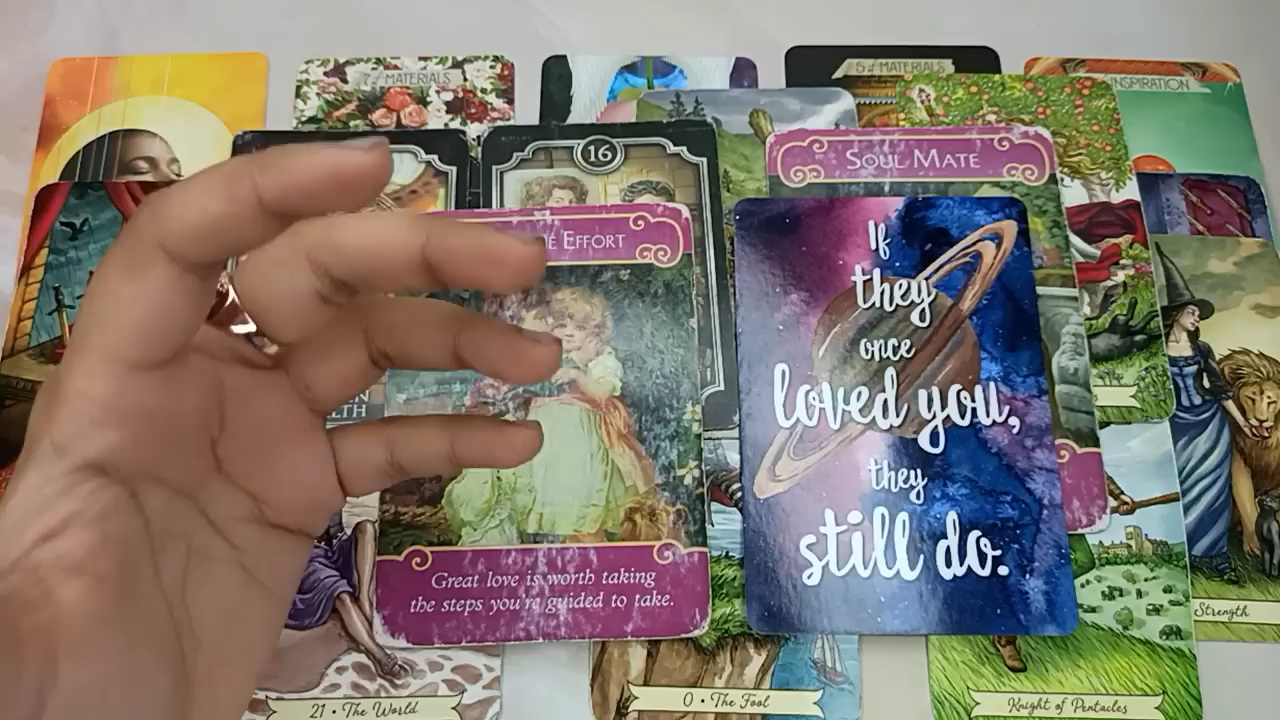 7 of MATERIALS
5 of MATERIALS
INSPIRATION
16
SOUL MATE
EFFORT
Great love is worth taking
the steps you're guided to take.
If
they
once
loved you,
they
still do.
Strength
21 • The World
0 • The Fool
Knight of Pentacles